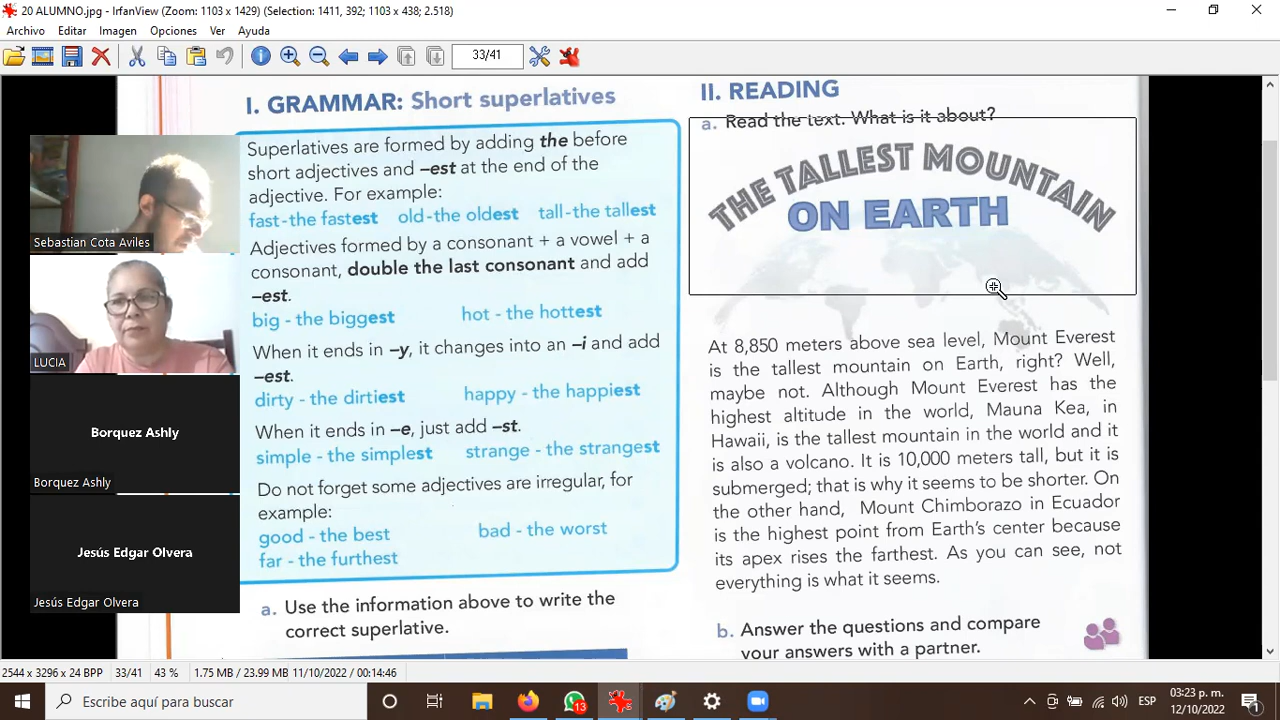 20 ALUMNO.jpg - IrfanView (Zoom: 1103 x 1429) (Selection: 1411, 392; 1103 x 438; 2.518)
Archivo Editar Imagen Opciones Ver Ayuda
33/41
I. GRAMMAR: Short superlatives
Superlatives are formed by adding the before
short adjectives and –est at the end of the
adjective. For example:
fast-the fastest old-the oldest tall-the tallest
Adjectives formed by a consonant + a vowel + a
consonant, double the last consonant and add
–est.
big - the biggest hot - the hottest
When it ends in –y, it changes into an –i and add
–est.
dirty - the dirtiest happy - the happiest
When it ends in –e, just add –st.
simple - the simplest strange - the strangest
Do not forget some adjectives are irregular, for
example:
good - the best bad - the worst
far - the furthest
a. Use the information above to write the
correct superlative.
II. READING
a. Read the text. What is it about?
THE TALLEST MOUNTAIN
ON EARTH
At 8,850 meters above sea level, Mount Everest
is the tallest mountain on Earth, right? Well,
maybe not. Although Mount Everest has the
highest altitude in the world, Mauna Kea, in
Hawaii, is the tallest mountain in the world and it
is also a volcano. It is 10,000 meters tall, but it is
submerged; that is why it seems to be shorter. On
the other hand, Mount Chimborazo in Ecuador
is the highest point from Earth's center because
its apex rises the farthest. As you can see, not
everything is what it seems.
b. Answer the questions and compare
your answers with a partner.
Sebastian Cota Aviles
LUCIA
Borquez Ashly
Borquez Ashly
Jesús Edgar Olvera
Jesús Edgar Olvera
2544 x 3296 x 24 BPP 33/41 43 % 1.75 MB / 23.99 MB 11/10/2022 / 00:14:46
Escribe aquí para buscar
13
ESP
03:23 p. m.
12/10/2022
1